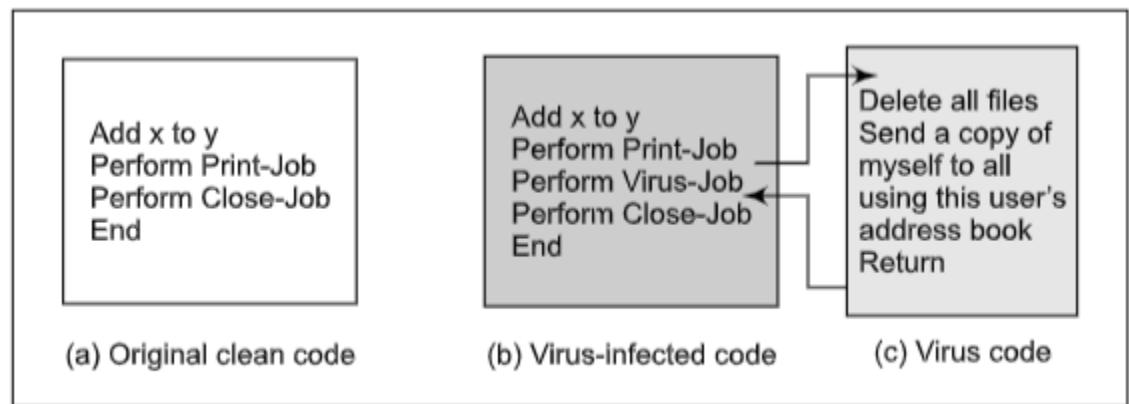 Add x to y
Perform Print-Job
Perform Close-Job
End
(a) Original clean code
Add x to y
Perform Print-Job
Perform Virus-Job
Perform Close-Job
End
(b) Virus-infected code
Delete all files
Send a copy of
myself to all
using this user's
address book
Return
(c) Virus code